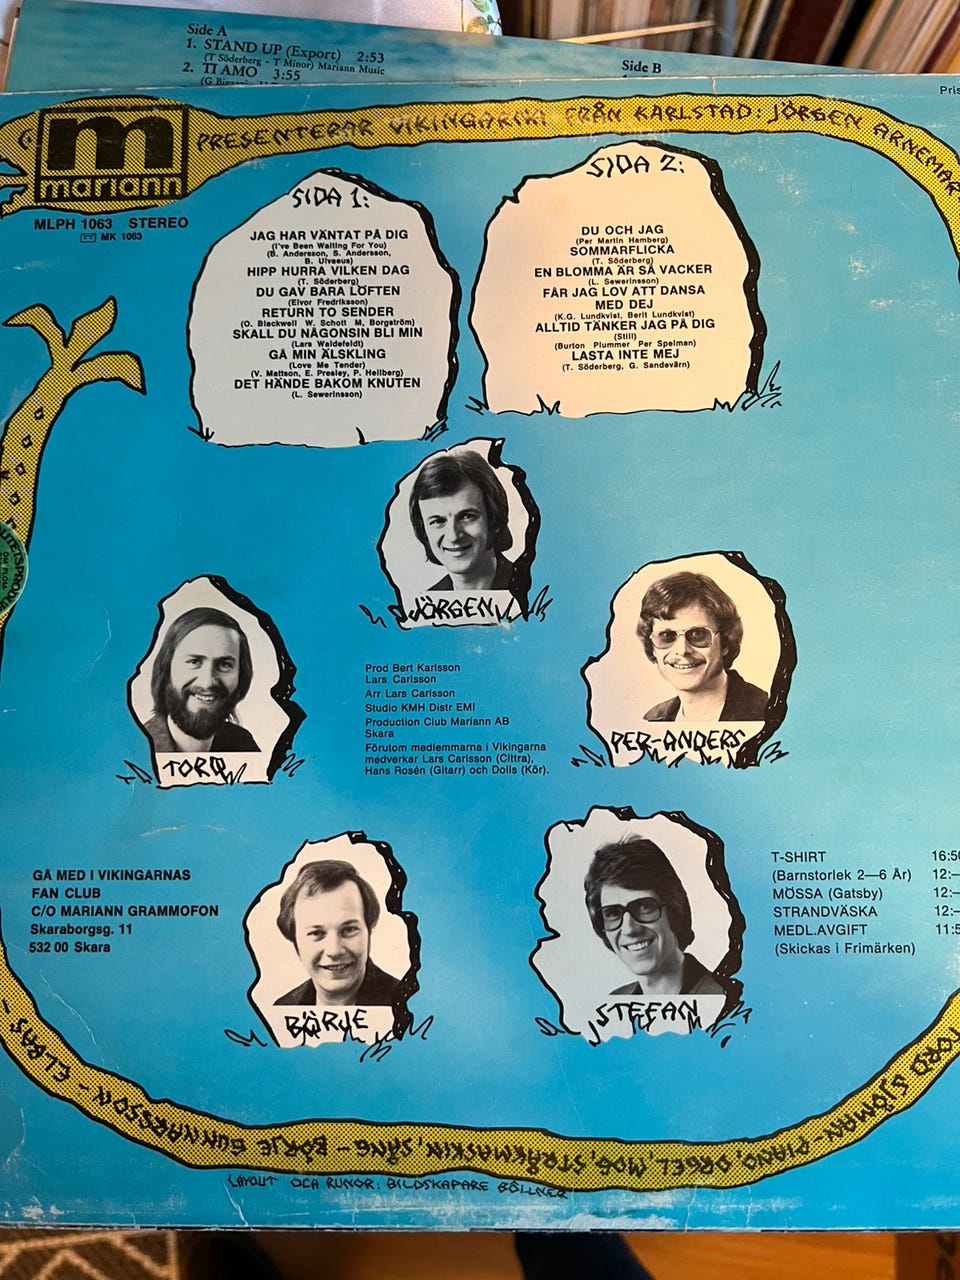 Side A
1. STAND UP (Export) 2:53
(T Söderberg - T Minor) Mariann Music
2. TI AMO 3:55
Side B
Pris
m
mariann
PRESENTERAR VIKINGARNA FRÅN KARLSTAD: JÖRGEN ARNEMAR
MLPH 1063 STEREO
MK 1063
SIDA 1:
JAG HAR VÄNTAT PÅ DIG
(I've Been Waiting For You)
(B. Andersson, S. Andersson,
B. Ulvaeus)
HIPP HURRA VILKEN DAG
(T. Söderberg)
DU GAV BARA LÖFTEN
(Eivor Fredriksson)
RETURN TO SENDER
(O. Blackwell W. Schott M, Borgström)
SKALL DU NÅGONSIN BLI MIN
(Lars Waldefeldt)
GÅ MIN ÄLSKLING
(Love Me Tender)
(V. Mattson, E. Presley, P. Hellberg)
DET HÄNDE BAKOM KNUTEN
(L. Sewerinsson)
SIDA 2:
DU OCH JAG
(Per Martin Hamberg)
SOMMARFLICKA
(T. Söderberg)
EN BLOMMA ÄR SÅ VACKER
(L. Sewerinsson)
FÅR JAG LOV ATT DANSA
MED DEJ
(K.G. Lundkvist, Berit Lundkvist)
ALLTID TÄNKER JAG PÅ DIG
(Still)
(Burton Plummer Per Spelman)
LASTA INTE MEJ
(T. Söderberg, G. Sandevärn)
JÖRGEN
TORD
PER-ANDERS
Prod Bert Karlsson
Lars Carlsson
Arr Lars Carlsson
Studio KMH Distr EMI
Production Club Mariann AB
Skara
Förutom medlemmarna i Vikingarna
medverkar Lars Carlsson (Cittra),
Hans Rosén (Gitarr) och Dolls (Kör).
BÖRJE
STEFAN
GÅ MED I VIKINGARNAS
FAN CLUB
C/O MARIANN GRAMMOFON
Skaraborgsg. 11
532 00 Skara
T-SHIRT 16:50
(Barnstorlek 2—6 År) 12:—
MÖSSA (Gatsby) 12:—
STRANDVÄSKA 12:—
MEDL.AVGIFT 11:5
(Skickas i Frimärken)
TORD SJÖMAN-PIANO, ORGEL, MOG, STRÅKMASKIN, SÅNG - BÖRJE GUNNARSSON - ELBAS -
LAYOUT OCH RUNOR: BILDSKAPARE BÖLLNER